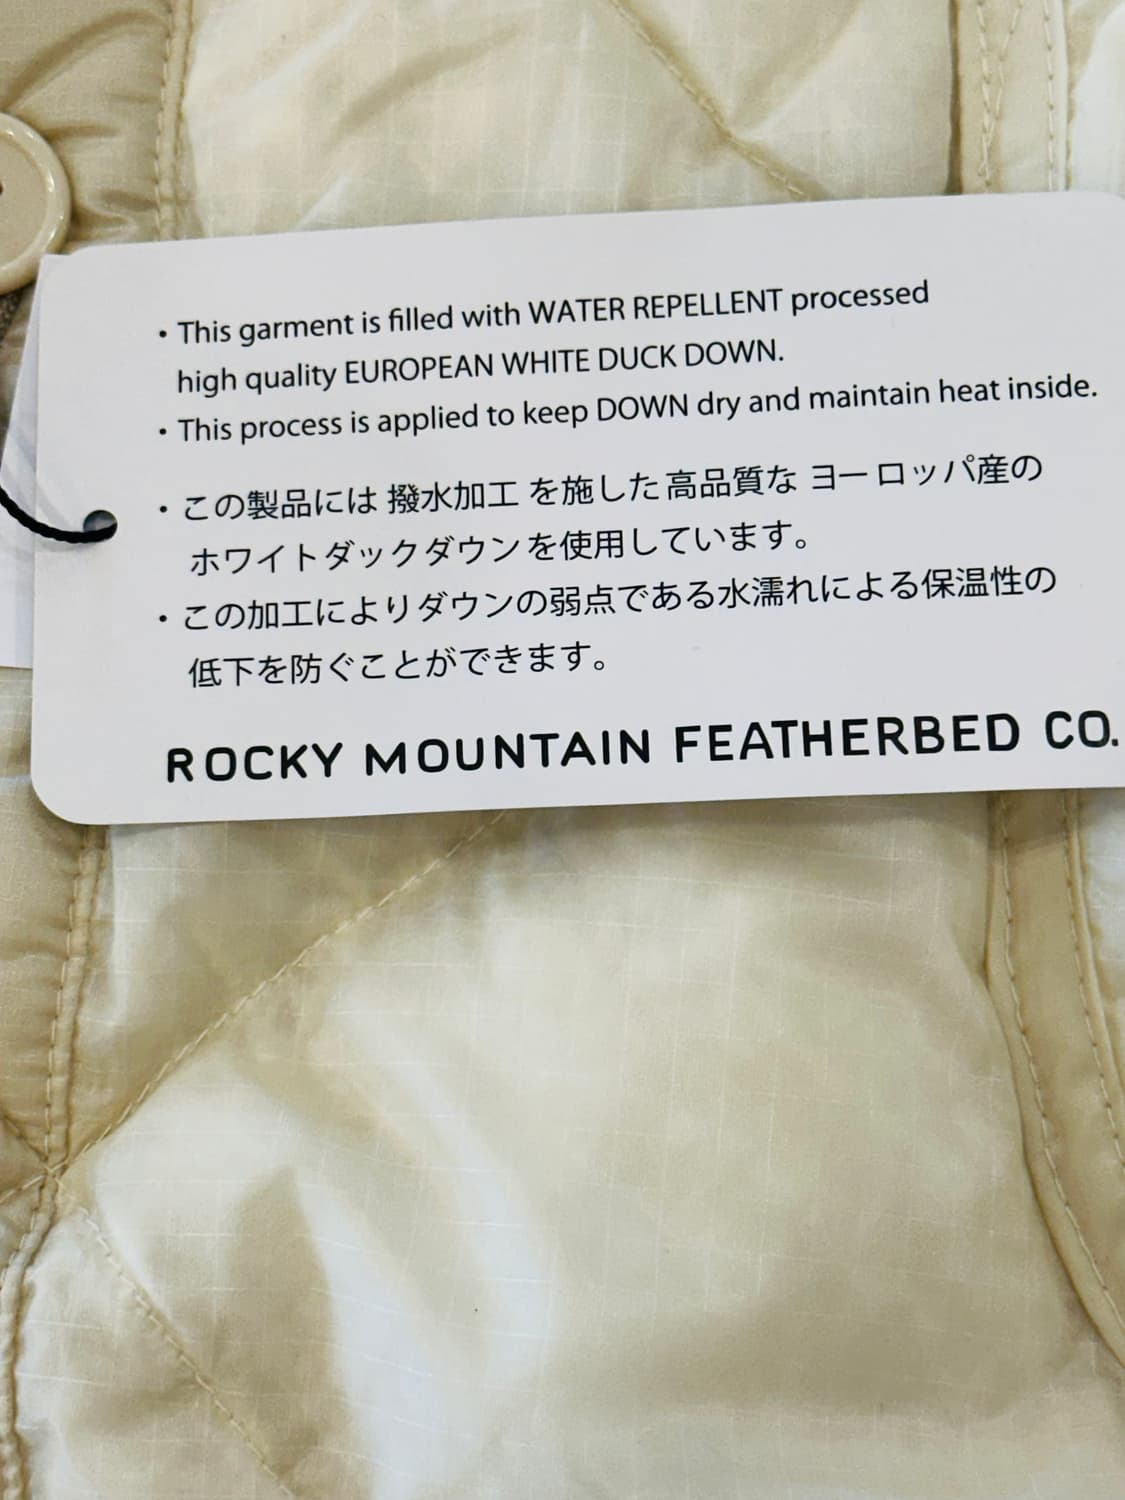 ・This garment is filled with WATER REPELLENT processed
high quality EUROPEAN WHITE DUCK DOWN.
・This process is applied to keep DOWN dry and maintain heat inside.
・この製品には 撥水加工 を施した 高品質な ヨーロッパ産の
ホワイトダックダウンを使用しています。
・この加工によりダウンの弱点である水濡れによる保温性の
低下を防ぐことができます。
ROCKY MOUNTAIN FEATHERBED CO.